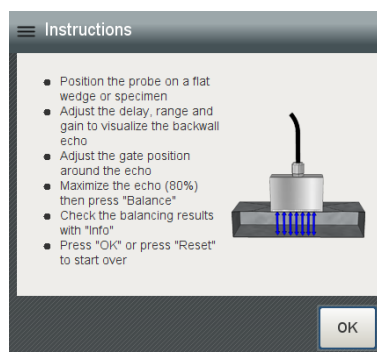 Instructions
Position the probe on a flat
wedge or specimen
Adjust the delay, range and
gain to visualize the backwall
echo
Adjust the gate position
around the echo
Maximize the echo (80%)
then press "Balance"
Check the balancing results
with "Info"
Press "OK" or press "Reset"
to start over
OK